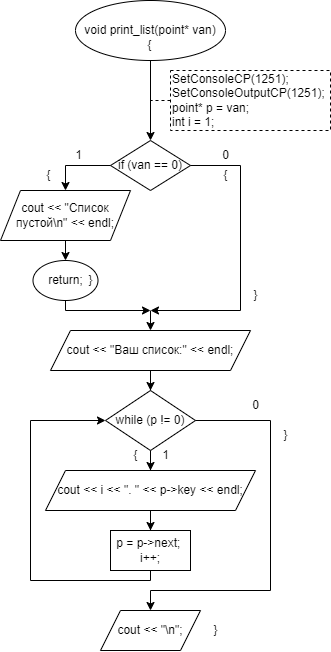 void print_list(point* van)
{
SetConsoleCP(1251);
SetConsoleOutputCP(1251);
point* p = van;
int i = 1;
if (van == 0)
1
0
{
{
cout << "Список
пустой\n" << endl;
return; }
}
cout << "Ваш список:" << endl;
while (p != 0)
0
}
{ 1
cout << i << ". " << p->key << endl;
p = p->next;
i++;
cout << "\n"; }